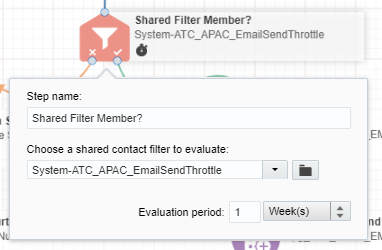 Shared Filter Member?
System-ATC_APAC_EmailSendThrottle
Step name:
Shared Filter Member?
Choose a shared contact filter to evaluate:
System-ATC_APAC_EmailSendThrottle
Evaluation period: 1 Week(s)